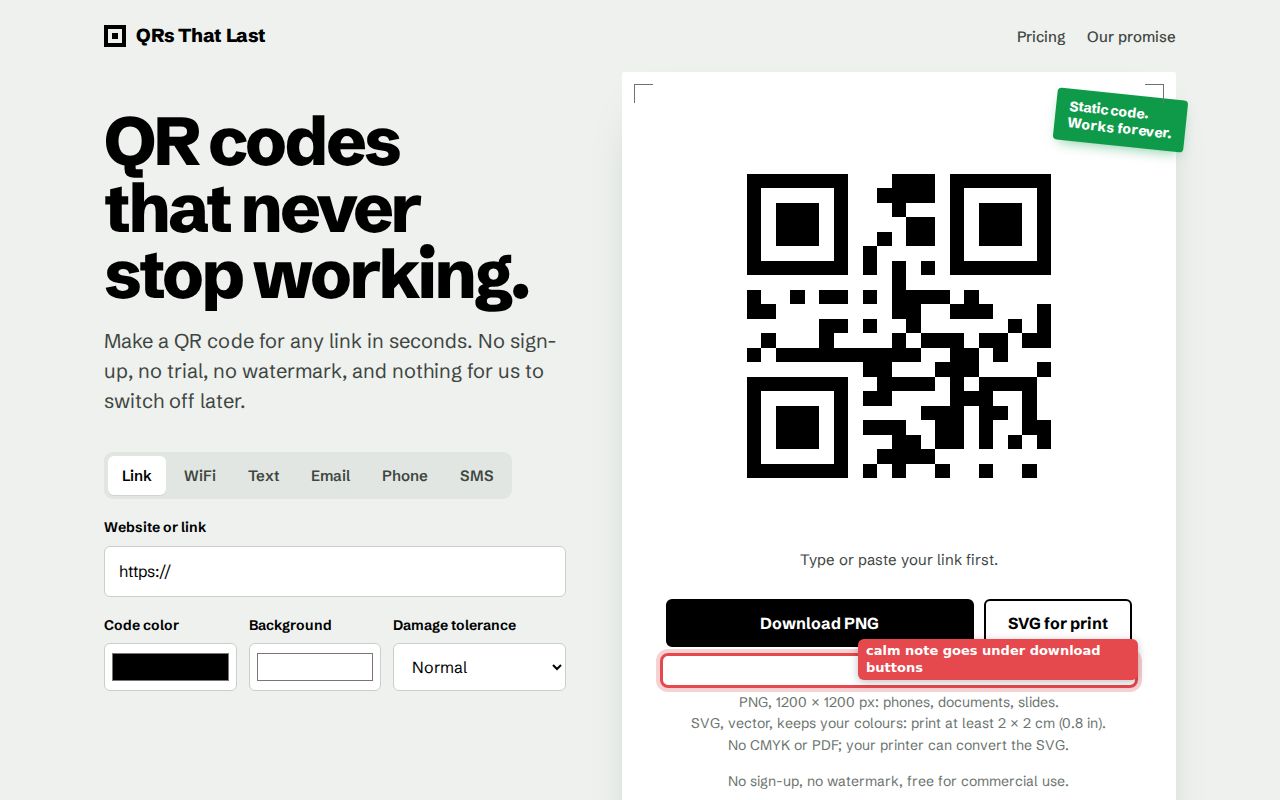 QRs That Last
Pricing
Our promise
QR codes
that never
stop working.
Make a QR code for any link in seconds. No sign-
up, no trial, no watermark, and nothing for us to
switch off later.
Link
WiFi
Text
Email
Phone
SMS
Website or link
https://
Code color
Background
Damage tolerance
Normal
Static code.
Works forever.
Type or paste your link first.
Download PNG
SVG for print
calm note goes under download
buttons
PNG, 1200 × 1200 px: phones, documents, slides.
SVG, vector, keeps your colours: print at least 2 × 2 cm (0.8 in).
No CMYK or PDF; your printer can convert the SVG.
No sign-up, no watermark, free for commercial use.